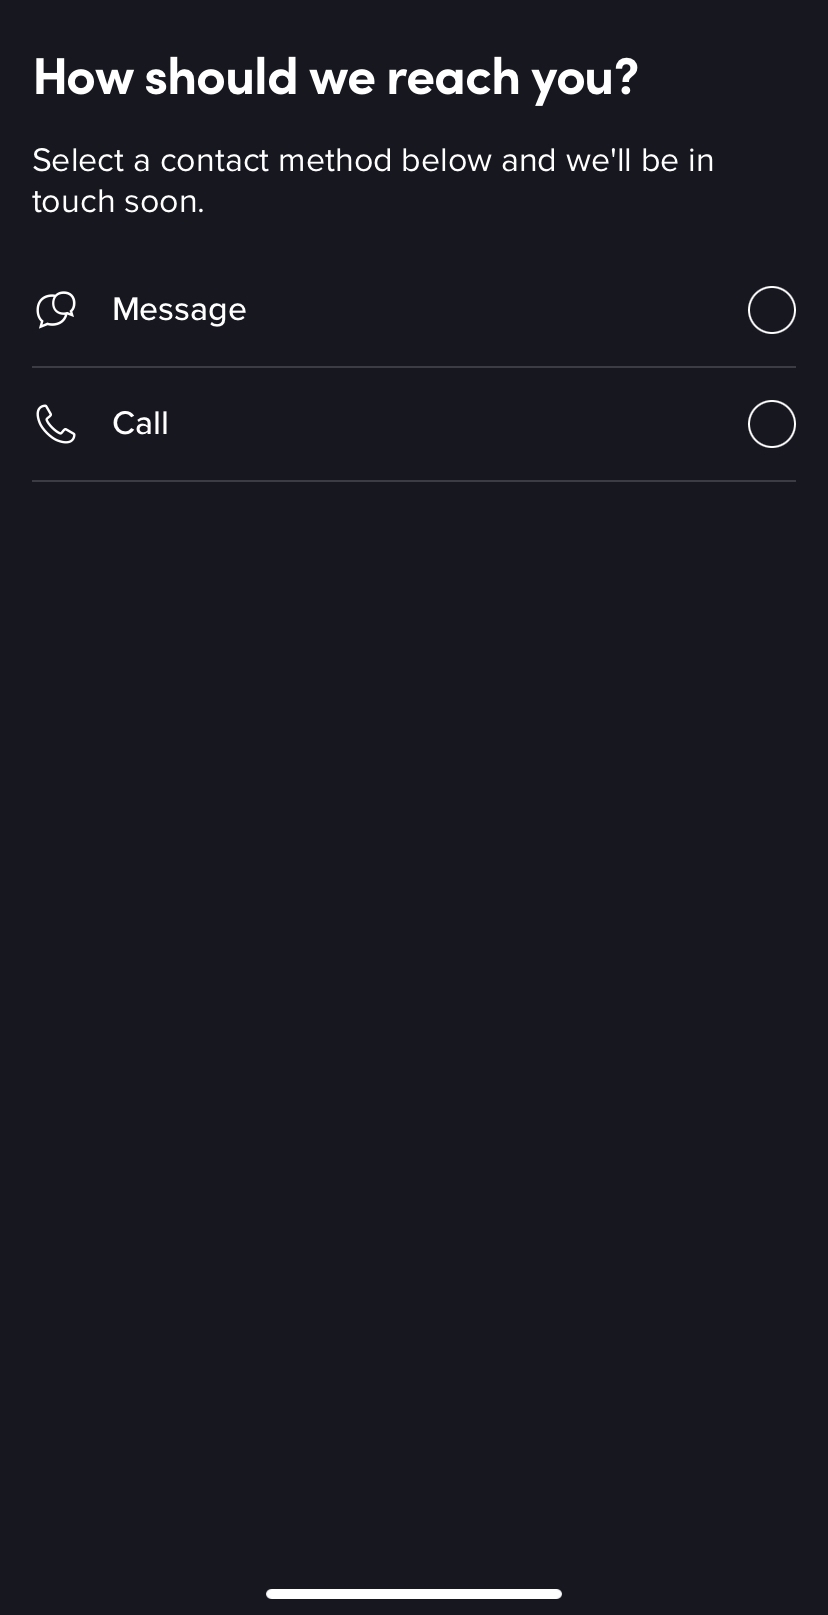 How should we reach you?
Select a contact method below and we'll be in
touch soon.
Message
Call